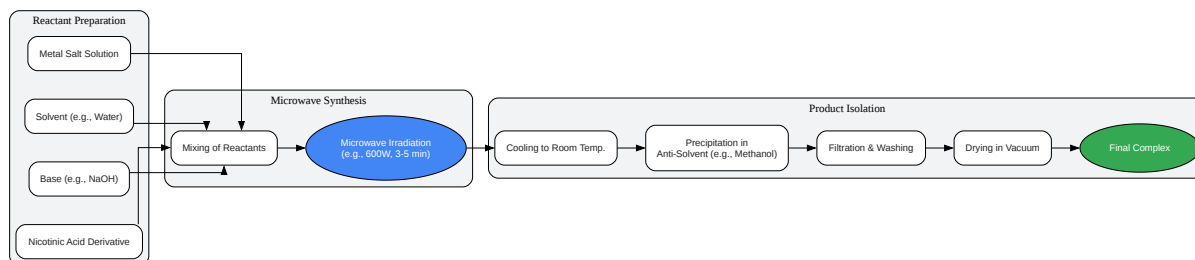 Reactant Preparation
Metal Salt Solution
Solvent (e.g., Water)
Base (e.g., NaOH)
Nicotinic Acid Derivative
Microwave Synthesis
Mixing of Reactants
Microwave Irradiation
(e.g., 600W, 3-5 min)
Product Isolation
Cooling to Room Temp.
Precipitation in
Anti-Solvent (e.g., Methanol)
Filtration & Washing
Drying in Vacuum
Final Complex